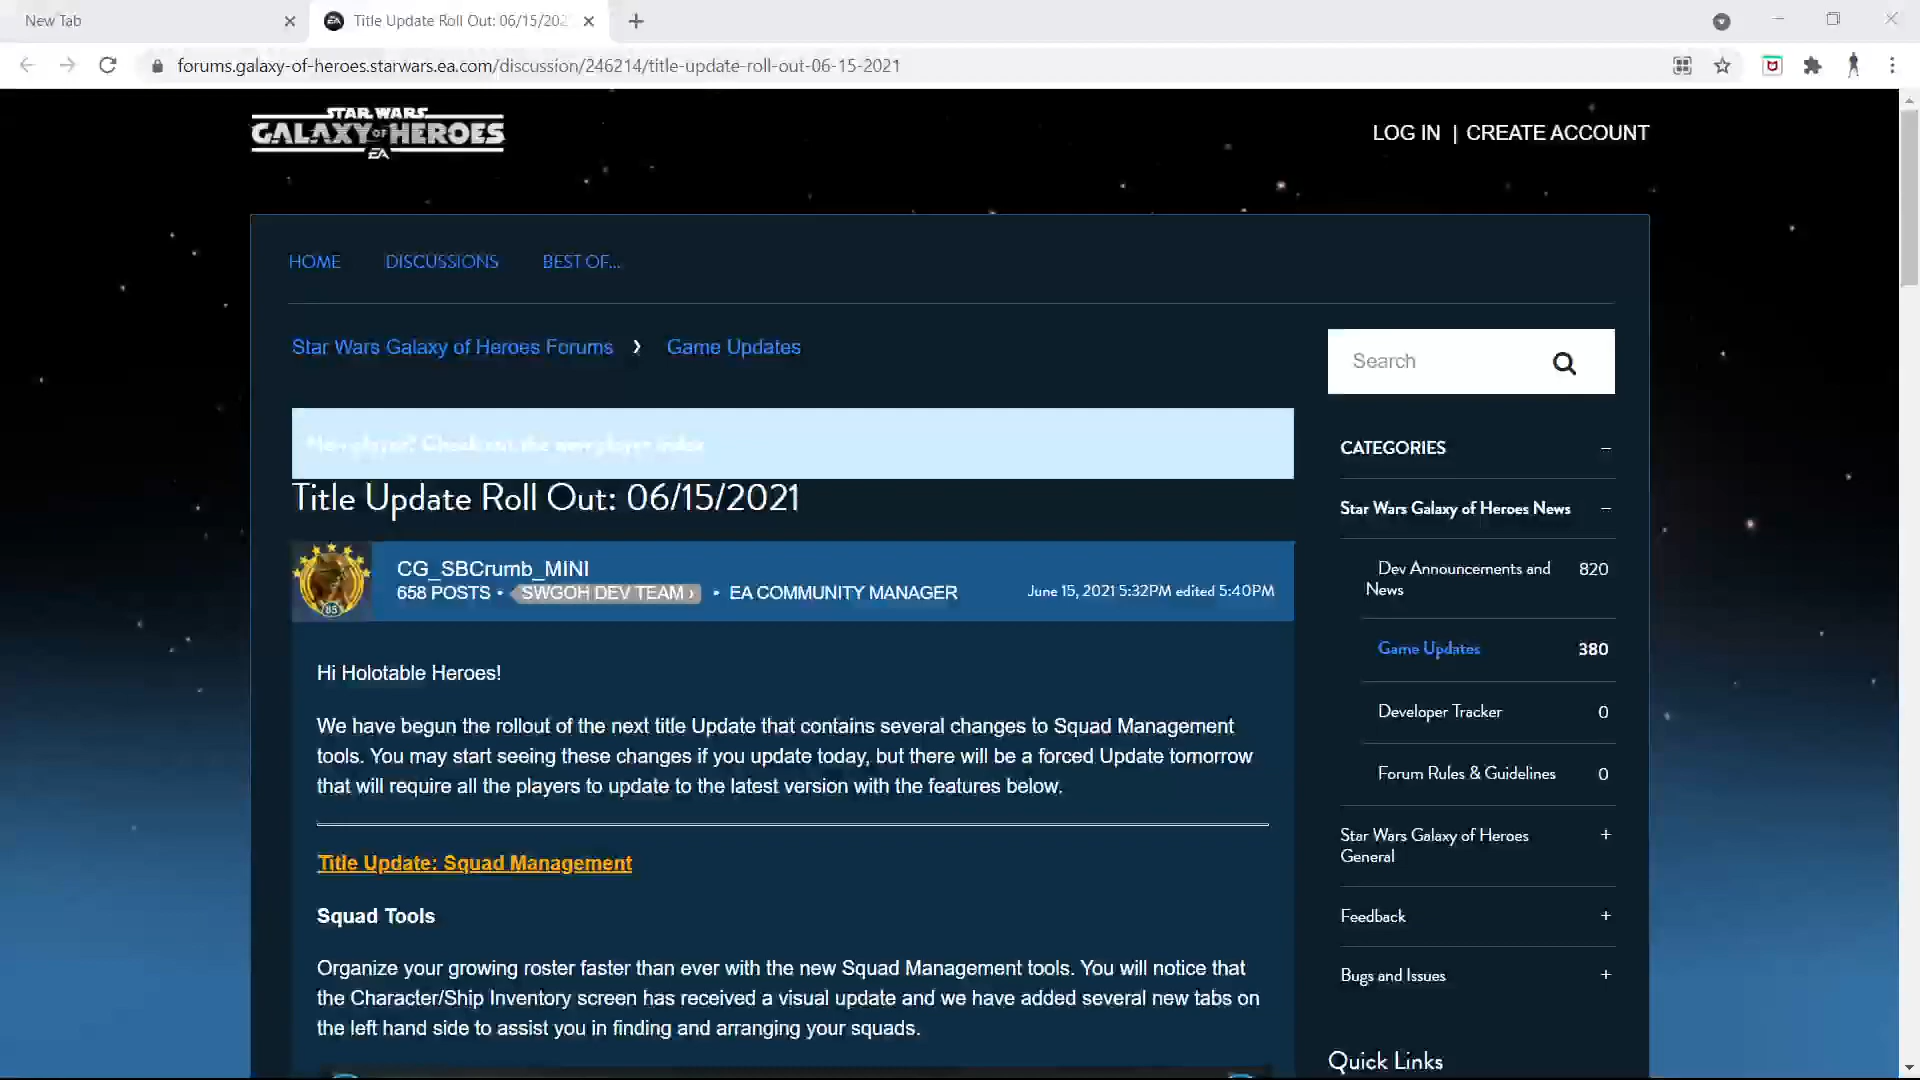 New Tab
Title Update Roll Out: 06/15/202
forums.galaxy-of-heroes.starwars.ea.com/discussion/246214/title-update-roll-out-06-15-2021
STAR WARS
GALAXY OF HEROES
EA
LOG IN | CREATE ACCOUNT
HOME DISCUSSIONS BEST OF...
Star Wars Galaxy of Heroes Forums › Game Updates
Search
New player? Check out the new player index
Title Update Roll Out: 06/15/2021
CG_SBCrumb_MINI
658 POSTS • SWGOH DEV TEAM › • EA COMMUNITY MANAGER
June 15, 2021 5:32PM edited 5:40PM
85
Hi Holotable Heroes!
We have begun the rollout of the next title Update that contains several changes to Squad Management
tools. You may start seeing these changes if you update today, but there will be a forced Update tomorrow
that will require all the players to update to the latest version with the features below.
Title Update: Squad Management
Squad Tools
Organize your growing roster faster than ever with the new Squad Management tools. You will notice that
the Character/Ship Inventory screen has received a visual update and we have added several new tabs on
the left hand side to assist you in finding and arranging your squads.
CATEGORIES –
Star Wars Galaxy of Heroes News –
Dev Announcements and 820
News
Game Updates 380
Developer Tracker 0
Forum Rules & Guidelines 0
Star Wars Galaxy of Heroes +
General
Feedback +
Bugs and Issues +
Quick Links